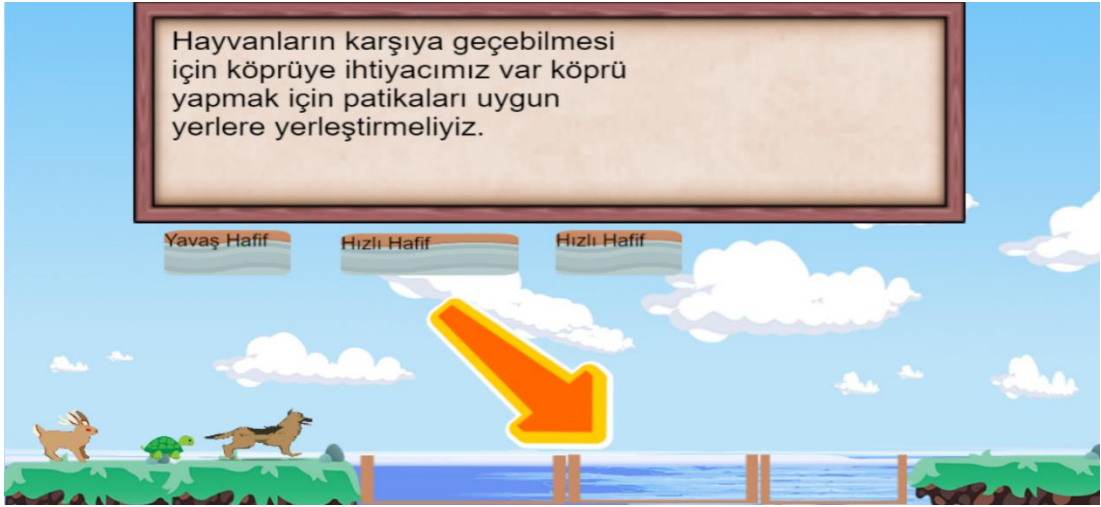 Hayvanların karşıya geçebilmesi
için köprüye ihtiyacımız var köprü
yapmak için patikaları uygun
yerlere yerleştirmeliyiz.
Yavaş Hafif
Hızlı Hafif
Hızlı Hafif